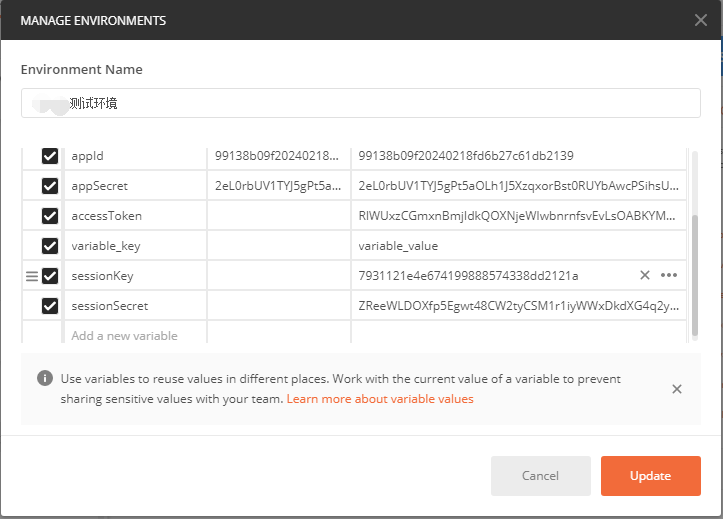 MANAGE ENVIRONMENTS
Environment Name
测试环境
appId 99138b09f20240218... 99138b09f20240218fd6b27c61db2139
appSecret 2eL0rbUV1TYJ5gPt5a... 2eL0rbUV1TYJ5gPt5aOLh1J5XzqxorBst0RUYbAwcPSihsU...
accessToken RIWUxzCGmxnBmjIdkQOXNjeWIwbnrnfsvEvLsOABKYM...
variable_key variable_value
sessionKey 7931121e4e674199888574338dd2121a
sessionSecret ZReeWLDOXfp5Egwt48CW2tyCSM1r1iyWWxDkdXG4q2y...
Add a new variable
Use variables to reuse values in different places. Work with the current value of a variable to prevent
sharing sensitive values with your team. Learn more about variable values
Cancel Update